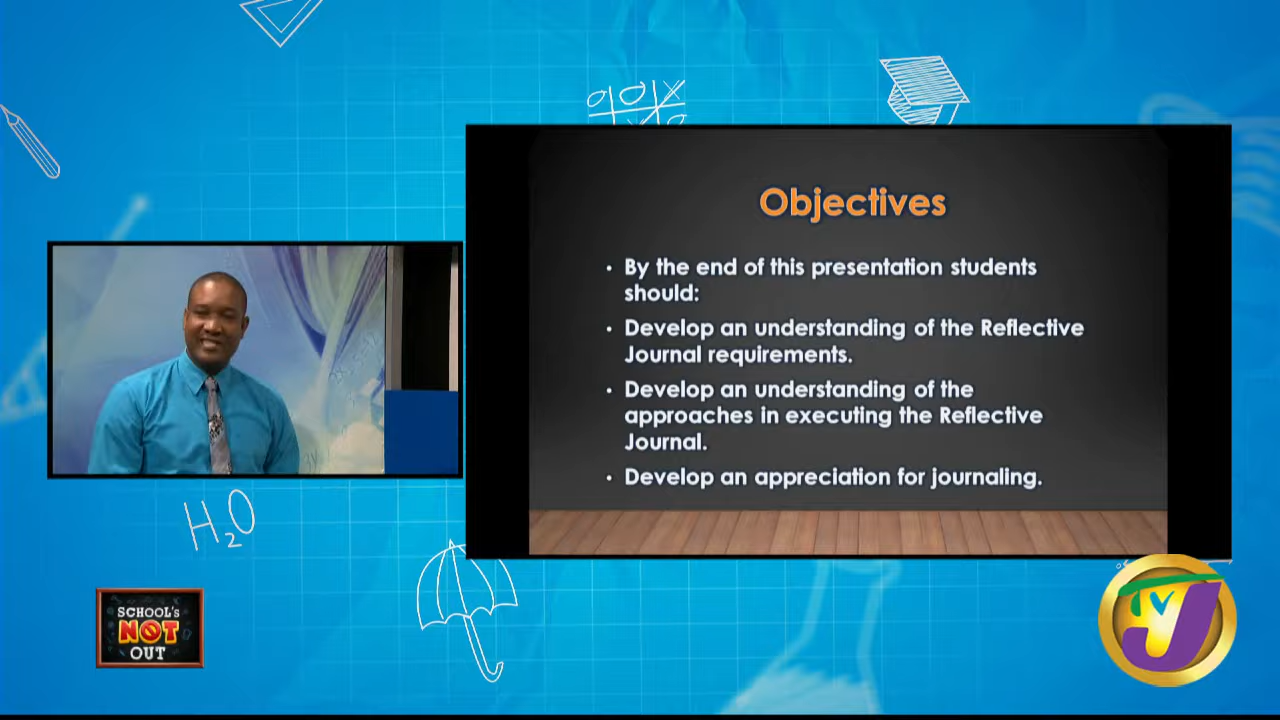 Objectives
• By the end of this presentation students
should:
• Develop an understanding of the Reflective
Journal requirements.
• Develop an understanding of the
approaches in executing the Reflective
Journal.
• Develop an appreciation for journaling.
H₂O
SCHOOL's
NOT
OUT
TVJ